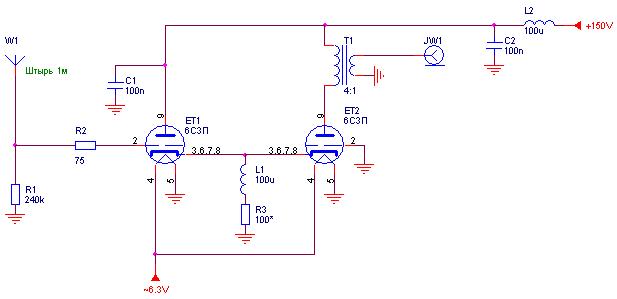 L2
100u
+150V
W1
T1
JW1
Штырь 1м
C1
100n
C2
100n
4:1
ET1
6С3П
ET2
6С3П
9
9
R2
75
2
3.6.7.8
3.6.7.8
2
L1
100u
4
5
4
5
R1
240k
R3
100*
~6.3V